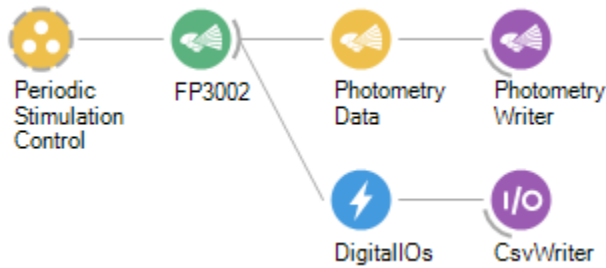 Periodic
Stimulation
Control
FP3002
Photometry
Data
Photometry
Writer
I/O
DigitalIOs
CsvWriter